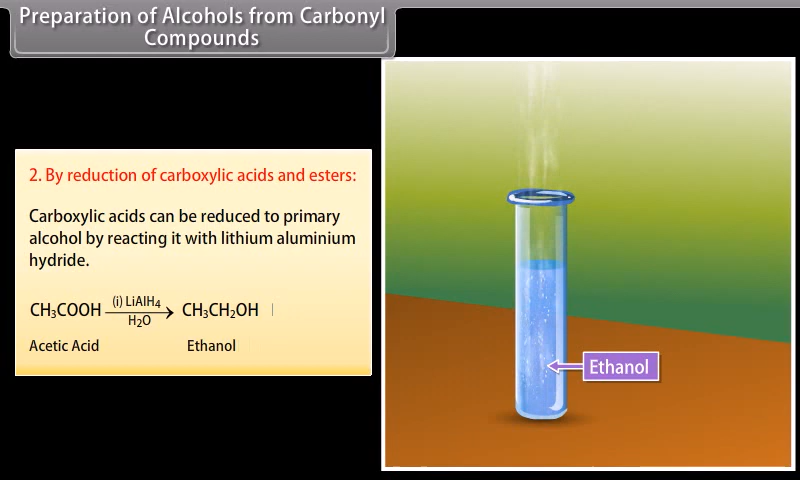 Preparation of Alcohols from Carbonyl
Compounds
2. By reduction of carboxylic acids and esters:
Carboxylic acids can be reduced to primary
alcohol by reacting it with lithium aluminium
hydride.
(i) LiAlH₄
CH₃COOH → CH₃CH₂OH
H₂O
Acetic Acid Ethanol
Ethanol